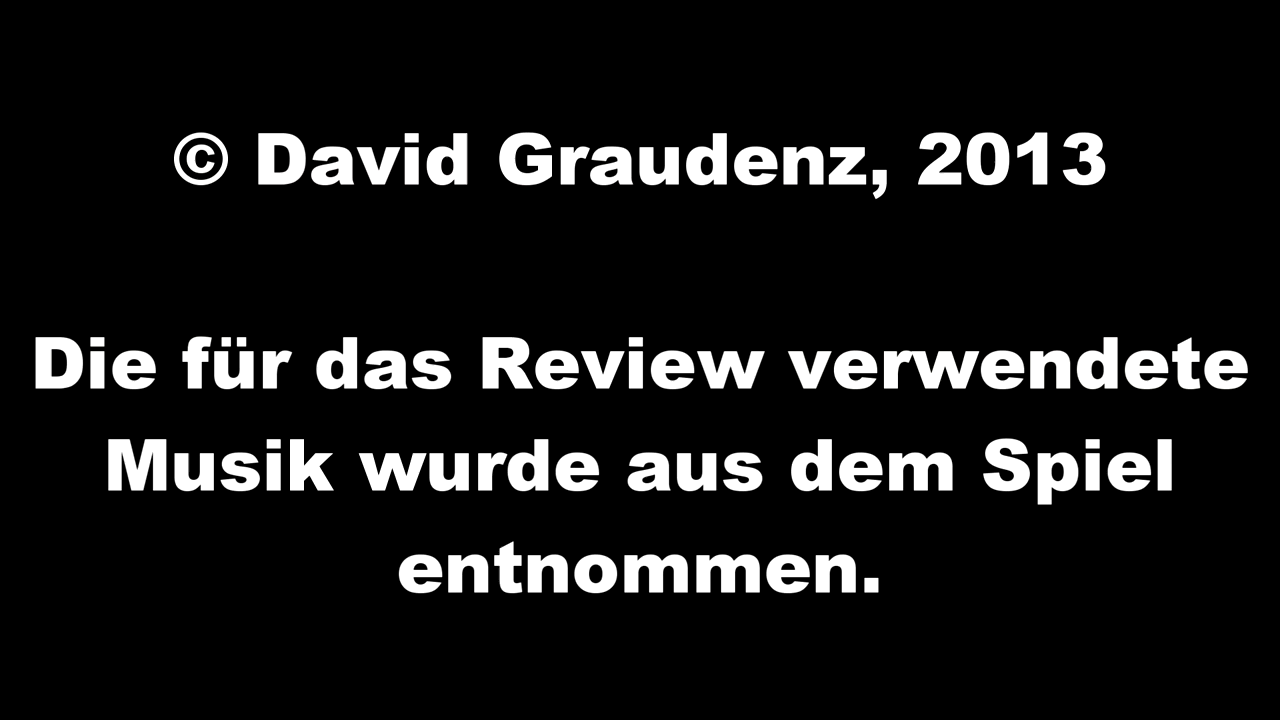 © David Graudenz, 2013
Die für das Review verwendete
Musik wurde aus dem Spiel
entnommen.